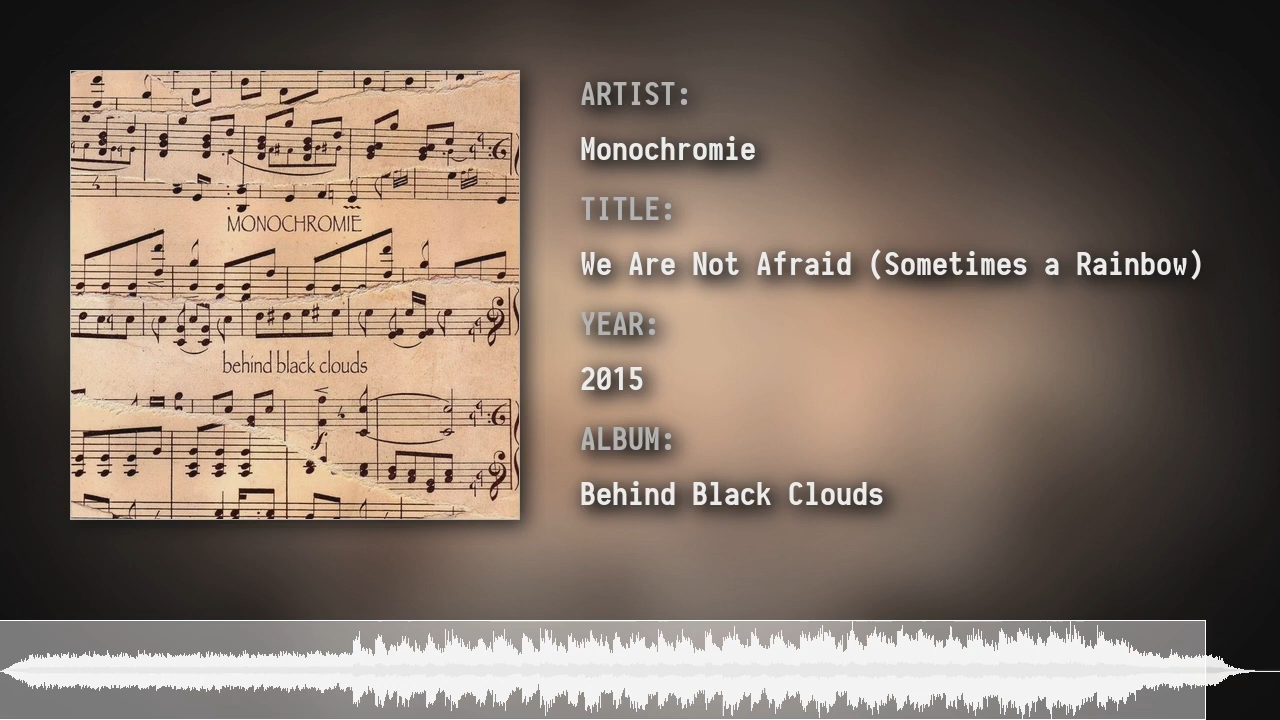 MONOCHROMIE
behind black clouds
ARTIST:
Monochromie
TITLE:
We Are Not Afraid (Sometimes a Rainbow)
YEAR:
2015
ALBUM:
Behind Black Clouds